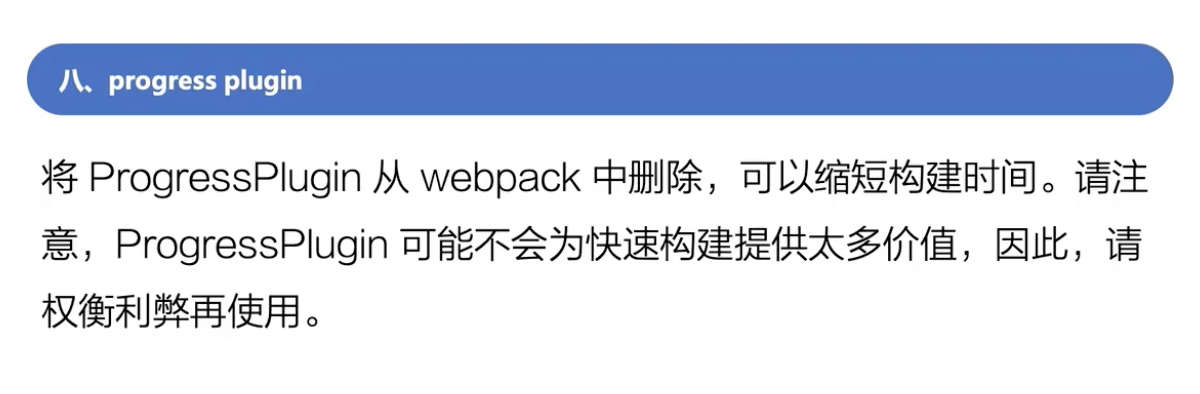 八、progress plugin
将 ProgressPlugin 从 webpack 中删除，可以缩短构建时间。请注
意，ProgressPlugin 可能不会为快速构建提供太多价值，因此，请
权衡利弊再使用。